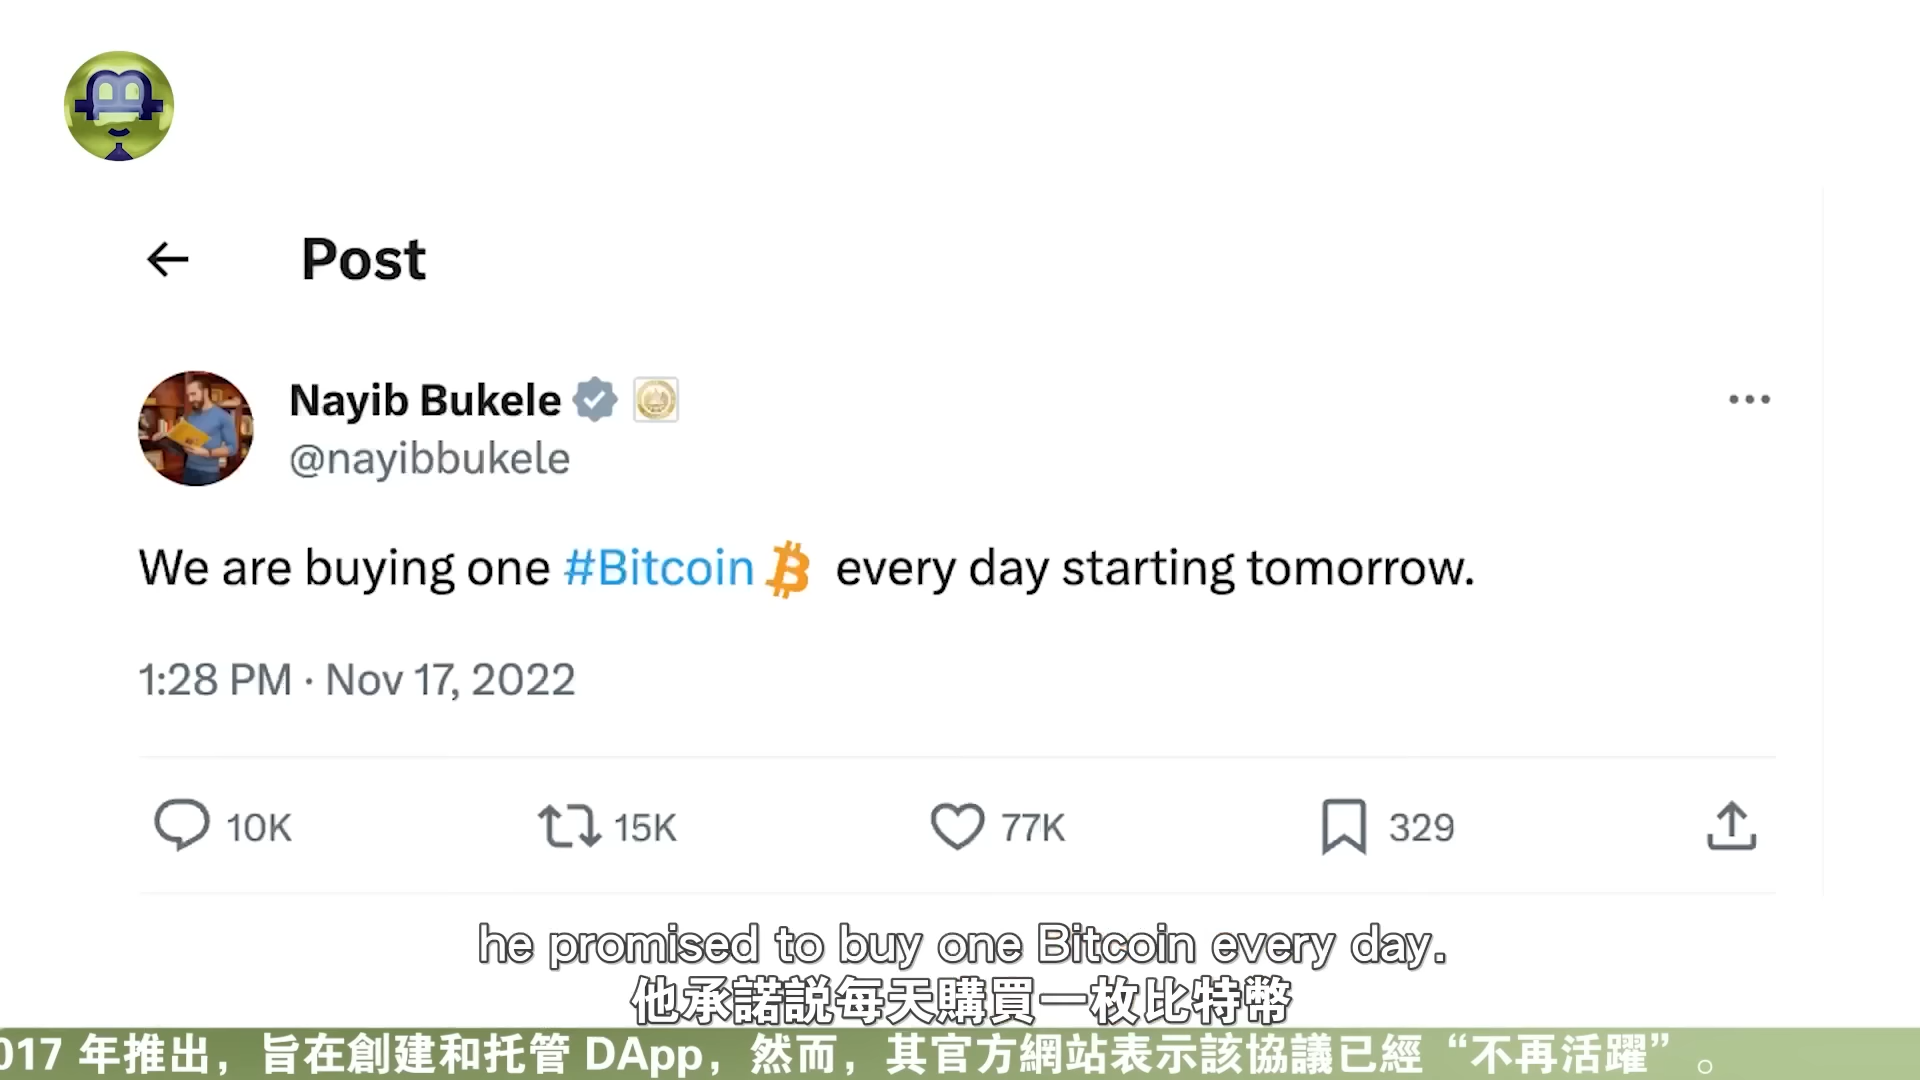 Post
Nayib Bukele
@nayibbukele
We are buying one #Bitcoin every day starting tomorrow.
1:28 PM · Nov 17, 2022
10K 15K 77K 329
he promised to buy one Bitcoin every day.
他承諾説每天購買一枚比特幣
017 年推出，旨在創建和托管 DApp，然而，其官方網站表示該協議已經“不再活躍”。